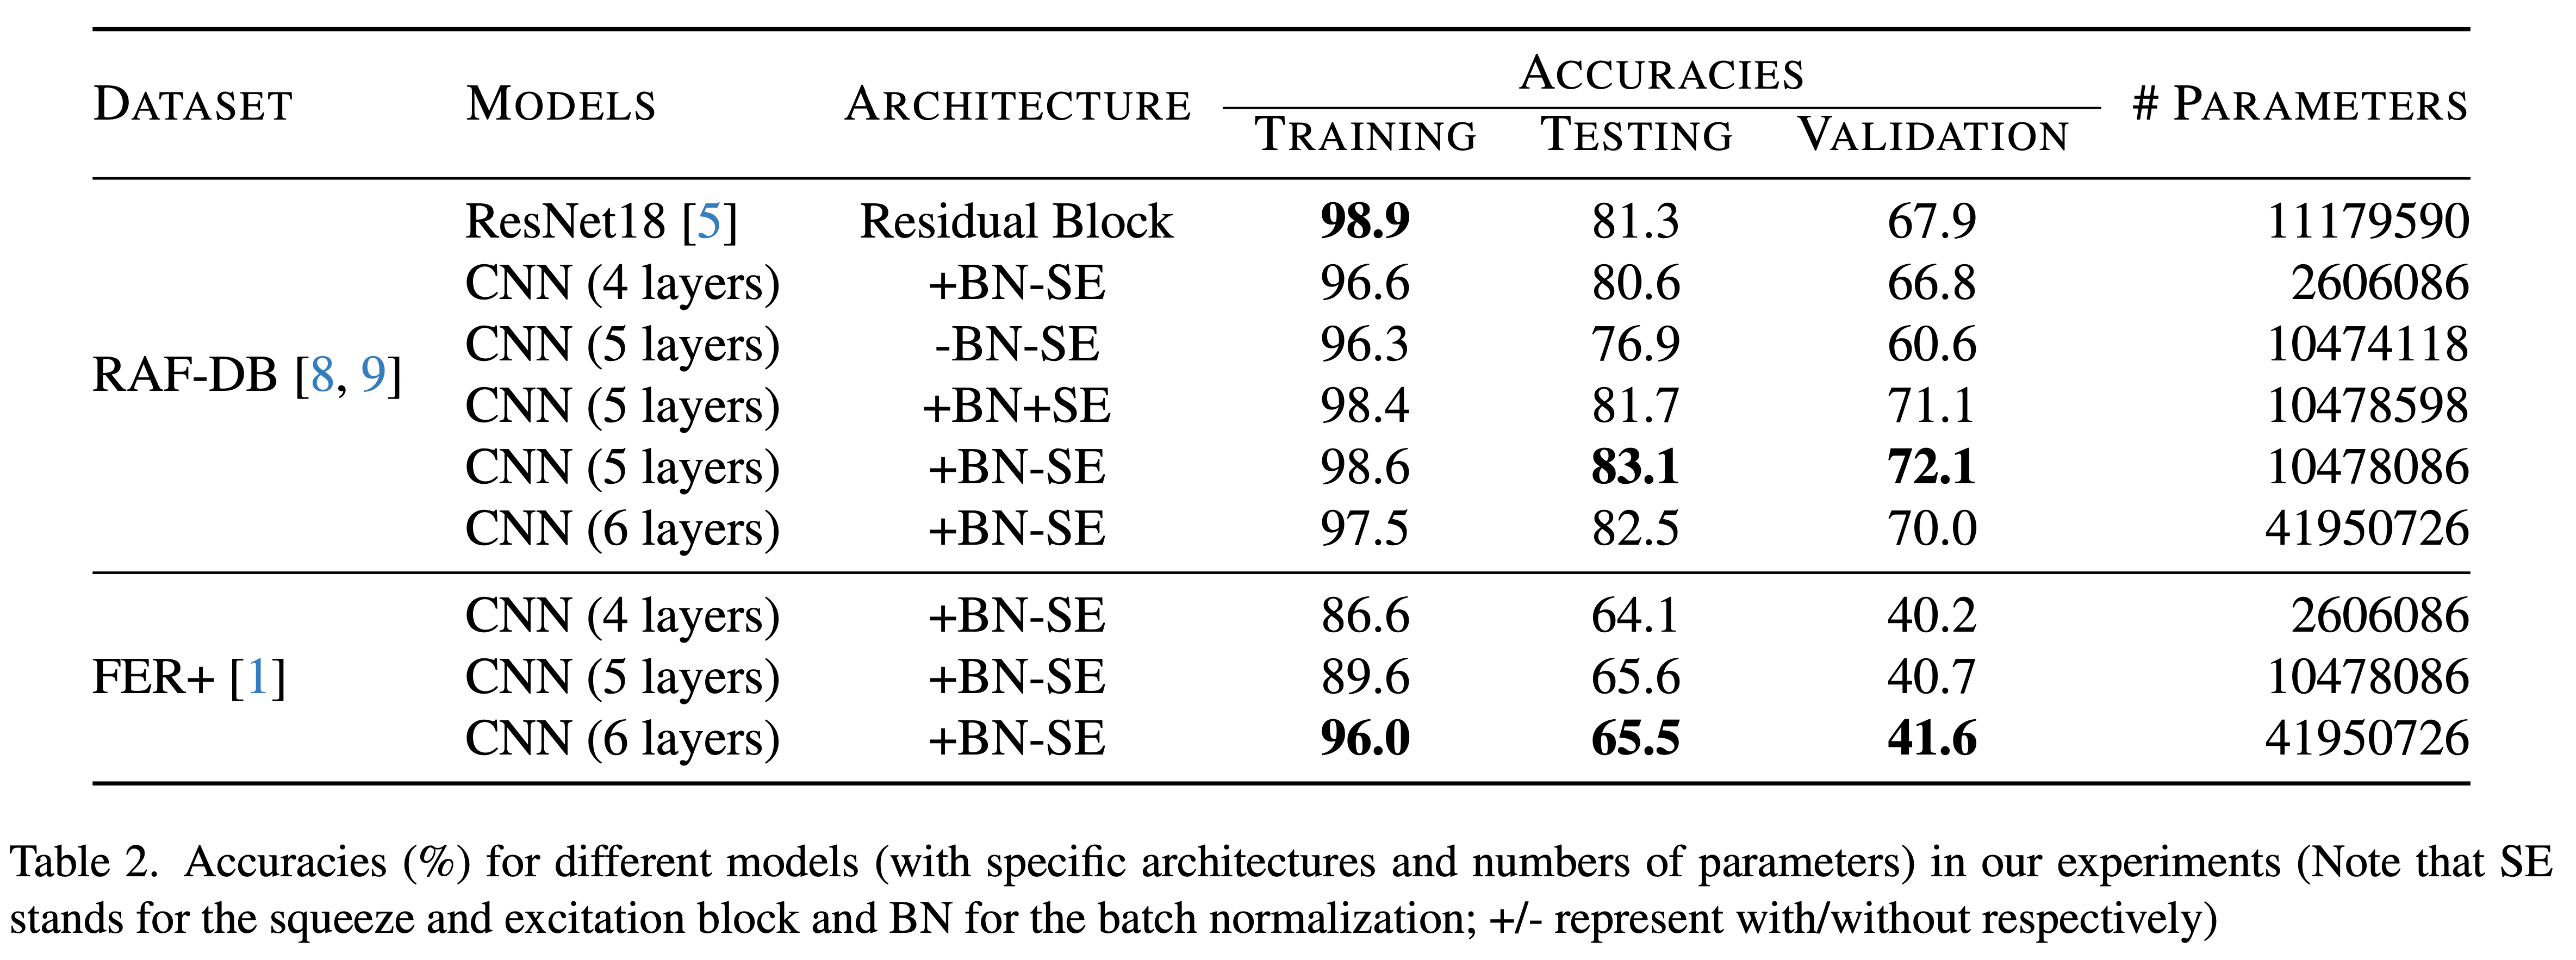 DATASET MODELS ARCHITECTURE ACCURACIES # PARAMETERS
TRAINING TESTING VALIDATION
ResNet18 [5] Residual Block 98.9 81.3 67.9 11179590
CNN (4 layers) +BN-SE 96.6 80.6 66.8 2606086
CNN (5 layers) -BN-SE 96.3 76.9 60.6 10474118
RAF-DB [8, 9]
CNN (5 layers) +BN+SE 98.4 81.7 71.1 10478598
CNN (5 layers) +BN-SE 98.6 83.1 72.1 10478086
CNN (6 layers) +BN-SE 97.5 82.5 70.0 41950726
CNN (4 layers) +BN-SE 86.6 64.1 40.2 2606086
FER+ [1] CNN (5 layers) +BN-SE 89.6 65.6 40.7 10478086
CNN (6 layers) +BN-SE 96.0 65.5 41.6 41950726
Table 2. Accuracies (%) for different models (with specific architectures and numbers of parameters) in our experiments (Note that SE
stands for the squeeze and excitation block and BN for the batch normalization; +/- represent with/without respectively)